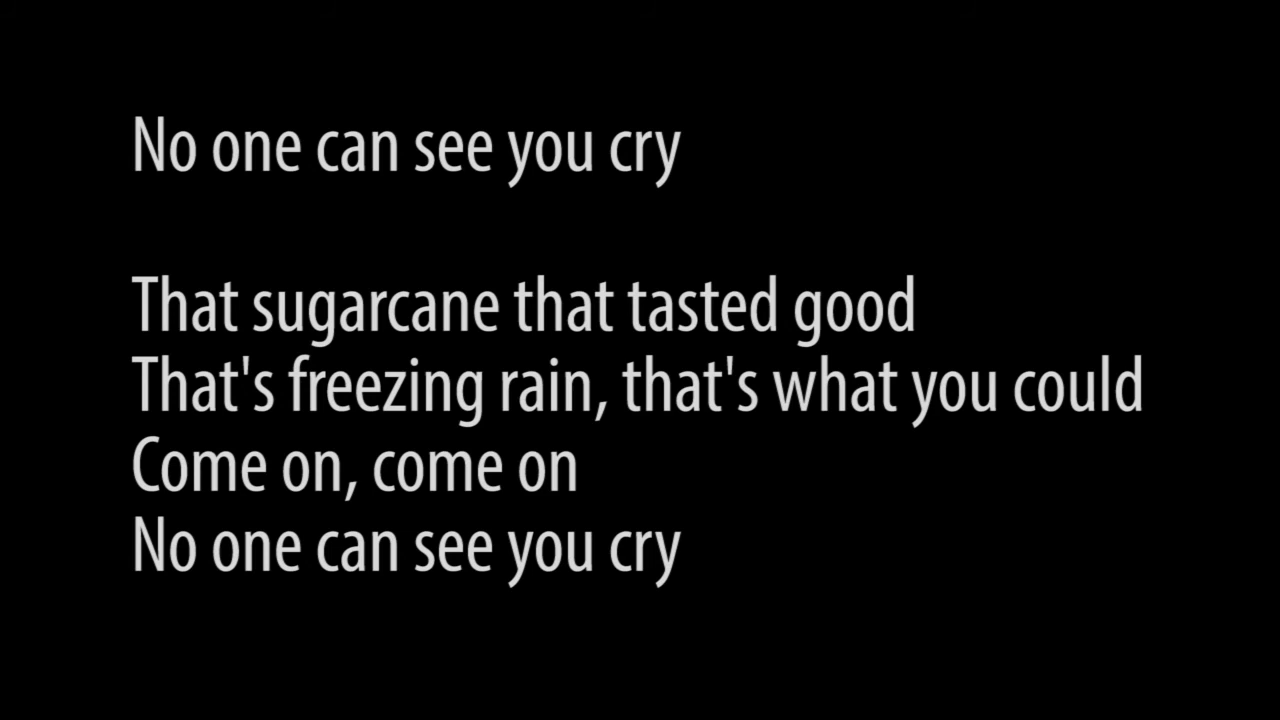 No one can see you cry
That sugarcane that tasted good
That's freezing rain, that's what you could
Come on, come on
No one can see you cry